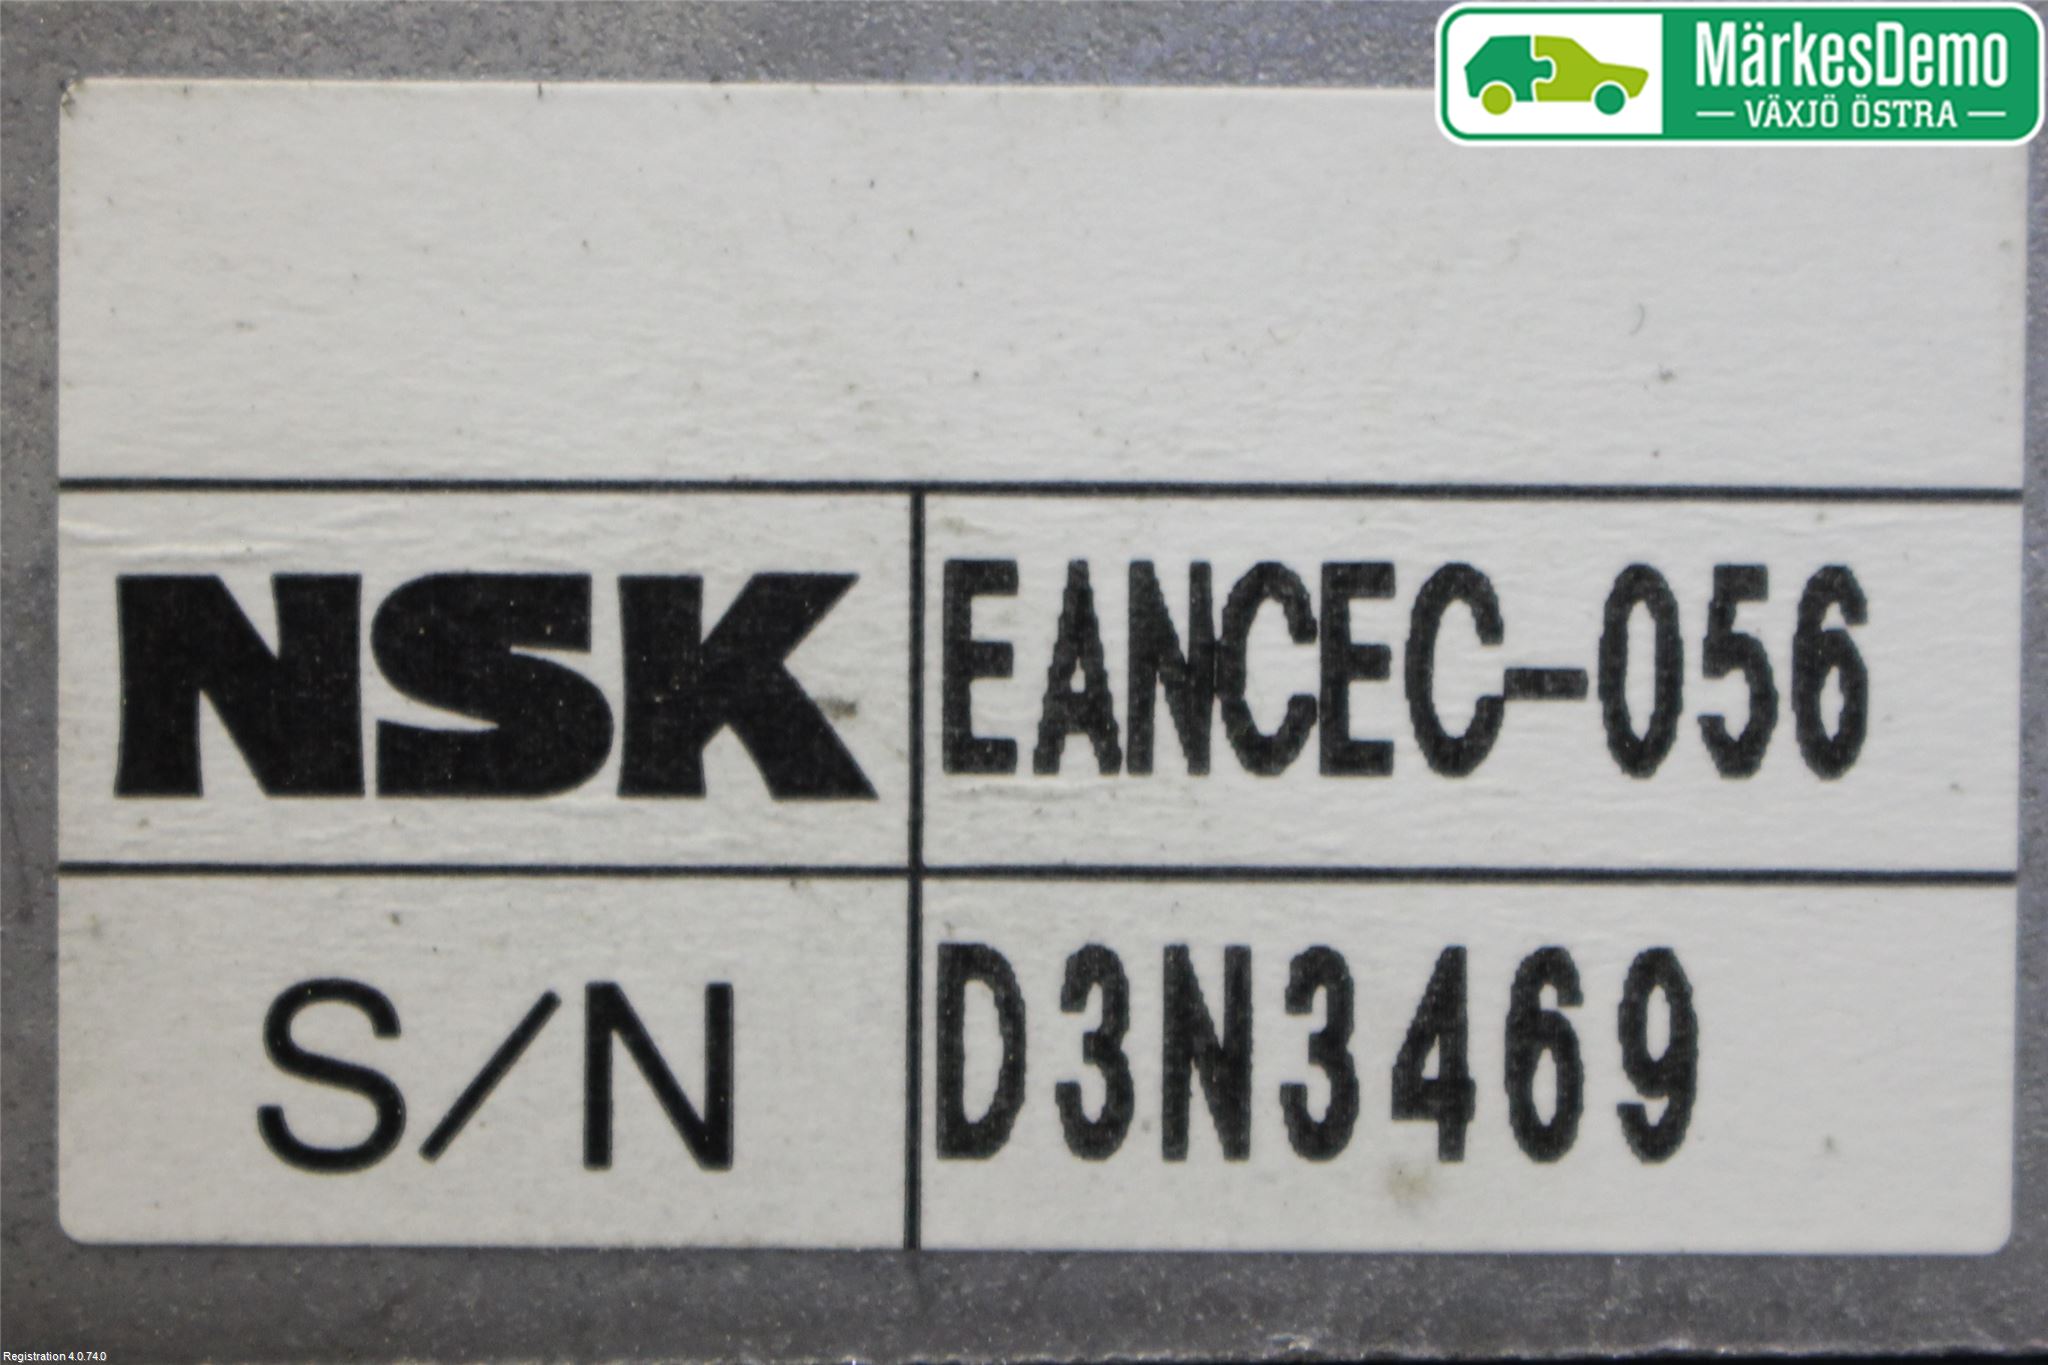 MärkesDemo
VÄXJÖ ÖSTRA
NSK EANCEC-056
S/N D3N3469
Registration 4.0.74.0